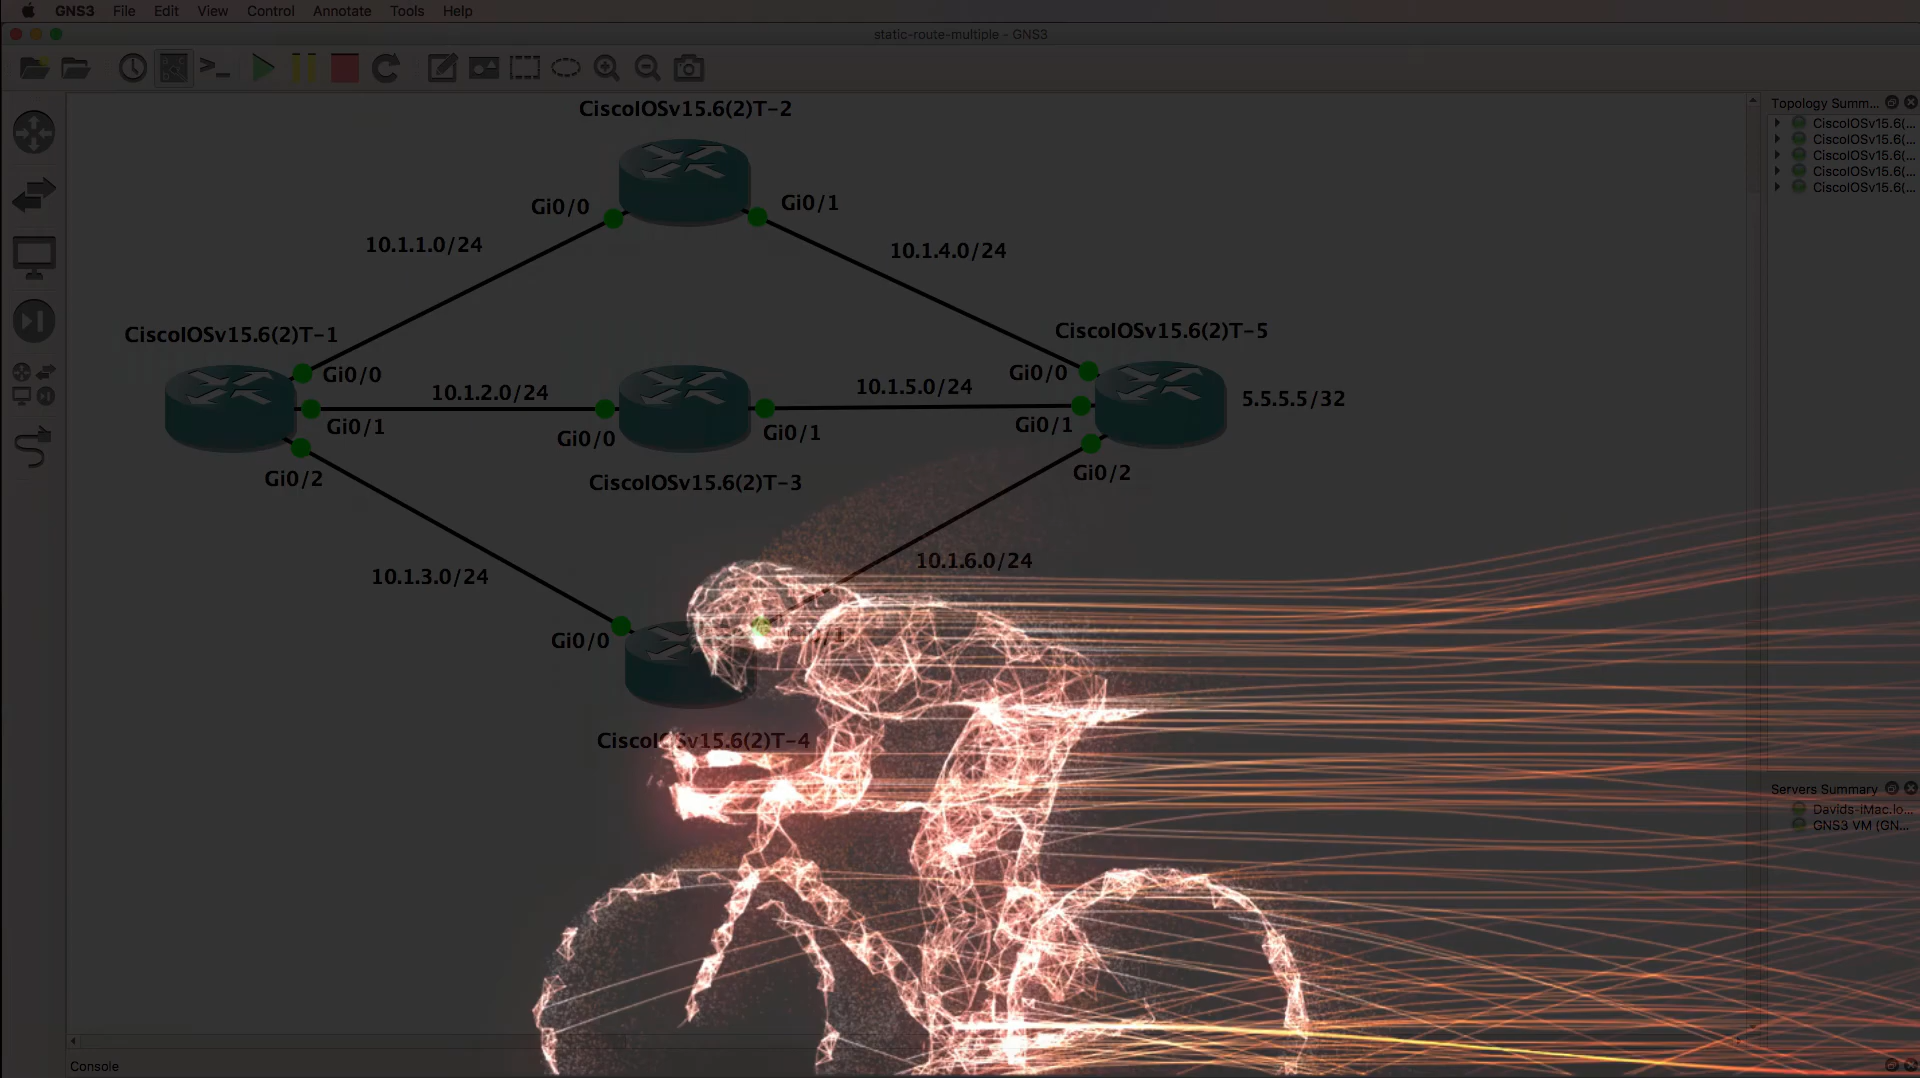 GNS3 File Edit View Control Annotate Tools Help
static-route-multiple - GNS3
Topology Summ...
CiscoIOSv15.6(...
CiscoIOSv15.6(...
CiscoIOSv15.6(...
CiscoIOSv15.6(...
CiscoIOSv15.6(...
CiscoIOSv15.6(2)T-2
Gi0/0
Gi0/1
10.1.1.0/24
10.1.4.0/24
CiscoIOSv15.6(2)T-1
CiscoIOSv15.6(2)T-5
Gi0/0
10.1.2.0/24
10.1.5.0/24
Gi0/0
5.5.5.5/32
Gi0/1
Gi0/0
Gi0/1
Gi0/1
Gi0/2
CiscoIOSv15.6(2)T-3
Gi0/2
10.1.3.0/24
10.1.6.0/24
Gi0/0
CiscoIOSv15.6(2)T-4
Servers Summary
Davids-iMac.lo...
GNS3 VM (GN...
Console